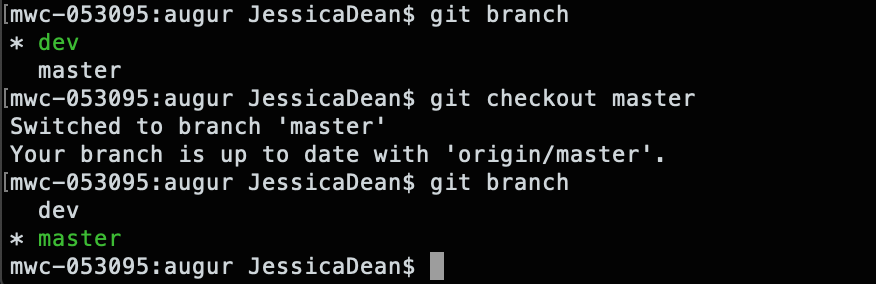 [mwc-053095:augur JessicaDean$ git branch
* dev
  master
[mwc-053095:augur JessicaDean$ git checkout master
Switched to branch 'master'
Your branch is up to date with 'origin/master'.
[mwc-053095:augur JessicaDean$ git branch
  dev
* master
mwc-053095:augur JessicaDean$